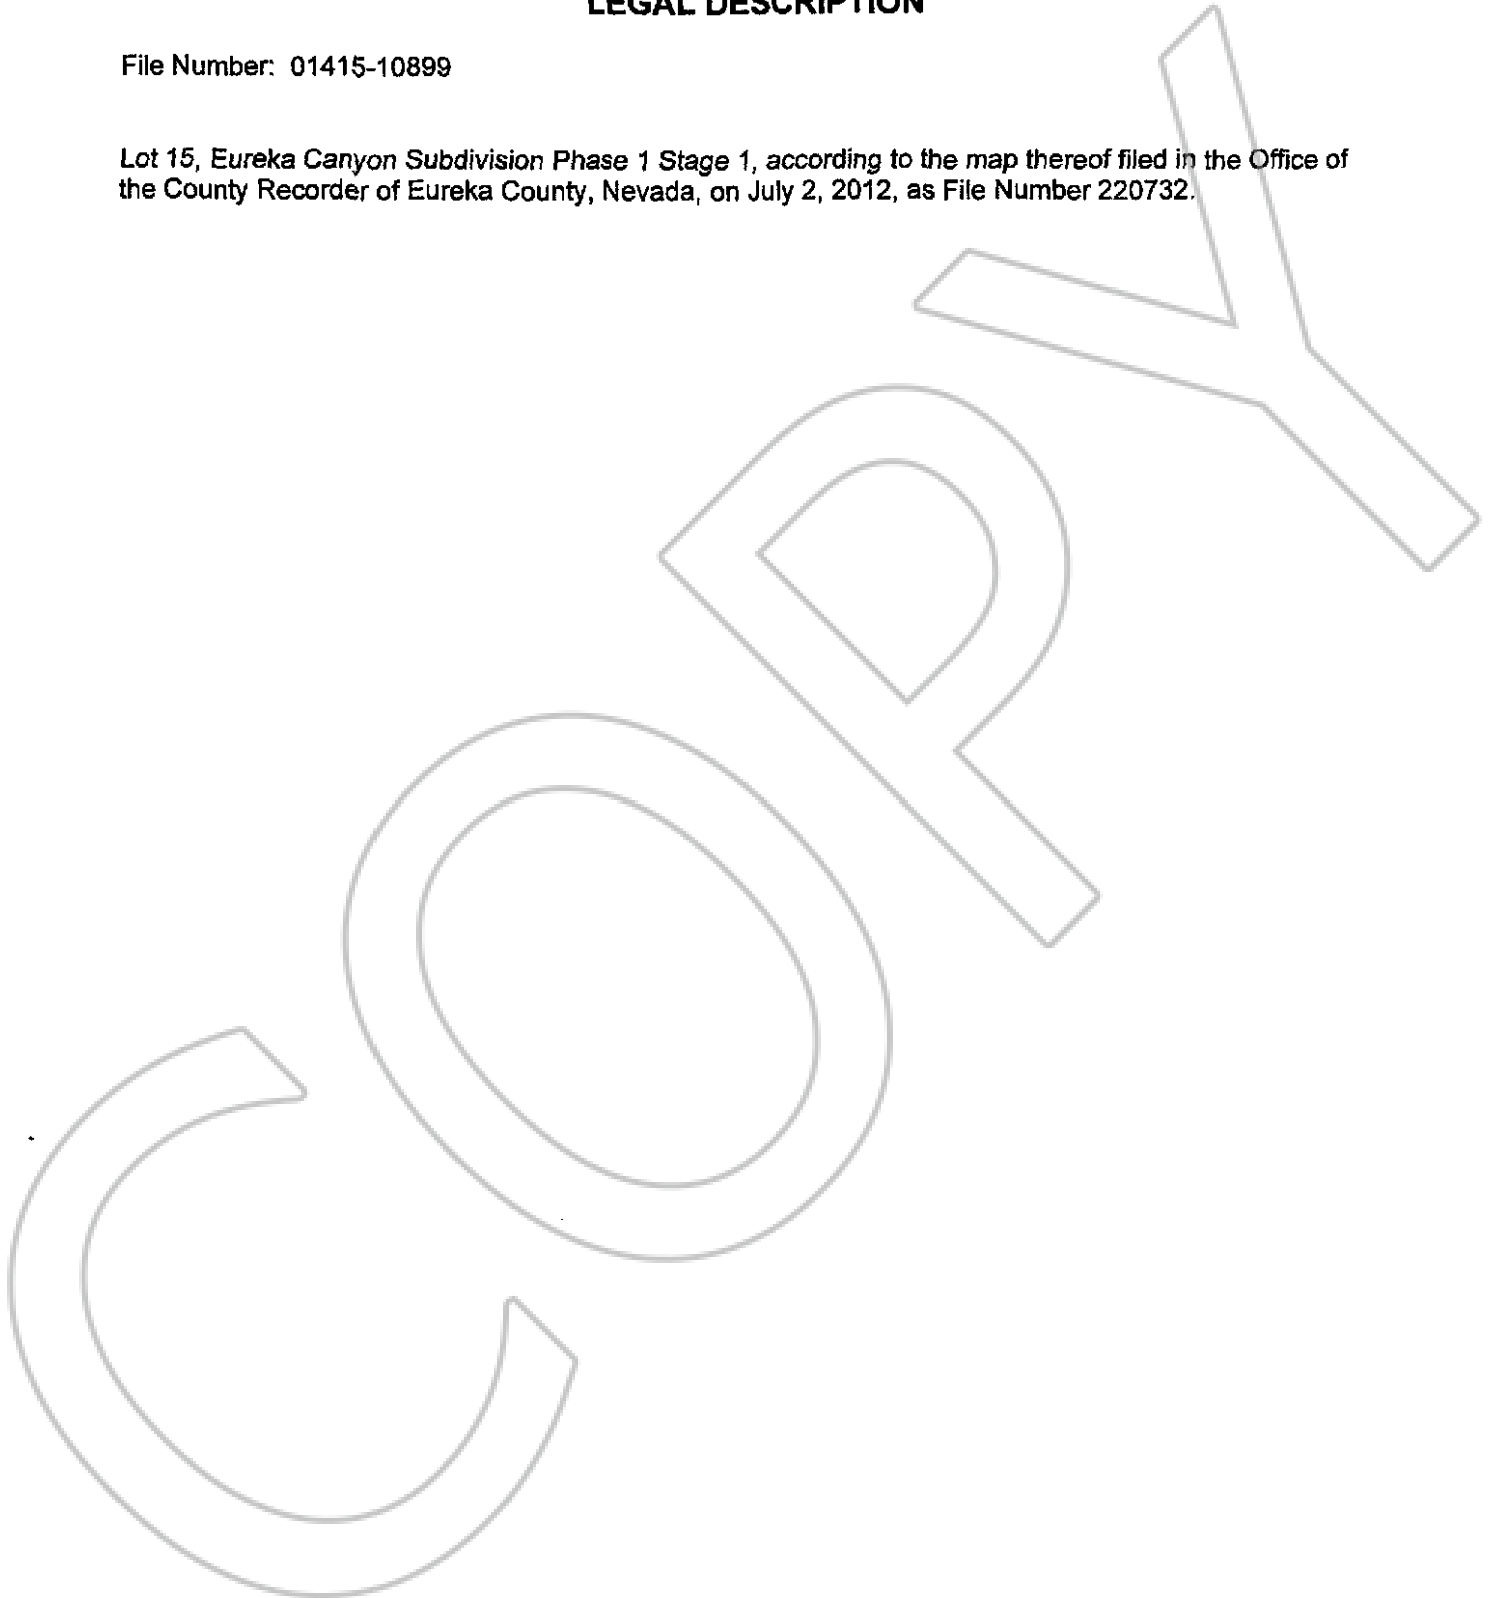 LEGAL DESCRIPTION
File Number: 01415-10899
Lot 15, Eureka Canyon Subdivision Phase 1 Stage 1, according to the map thereof filed in the Office of
the County Recorder of Eureka County, Nevada, on July 2, 2012, as File Number 220732.
COPY